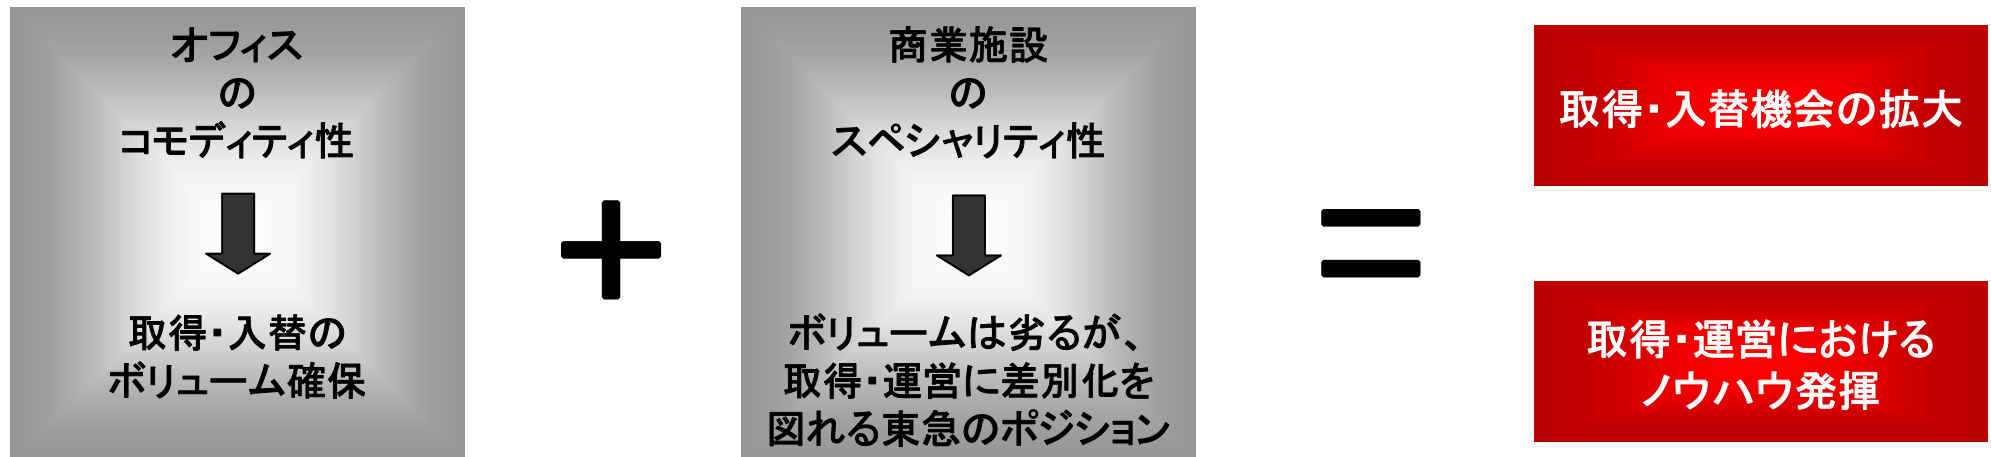 オフィス
の
コモディティ性
取得・入替の
ボリューム確保
+
商業施設
の
スペシャリティ性
ボリュームは劣るが、
取得・運営に差別化を
図れる東急のポジション
=
取得・入替機会の拡大
取得・運営における
ノウハウ発揮